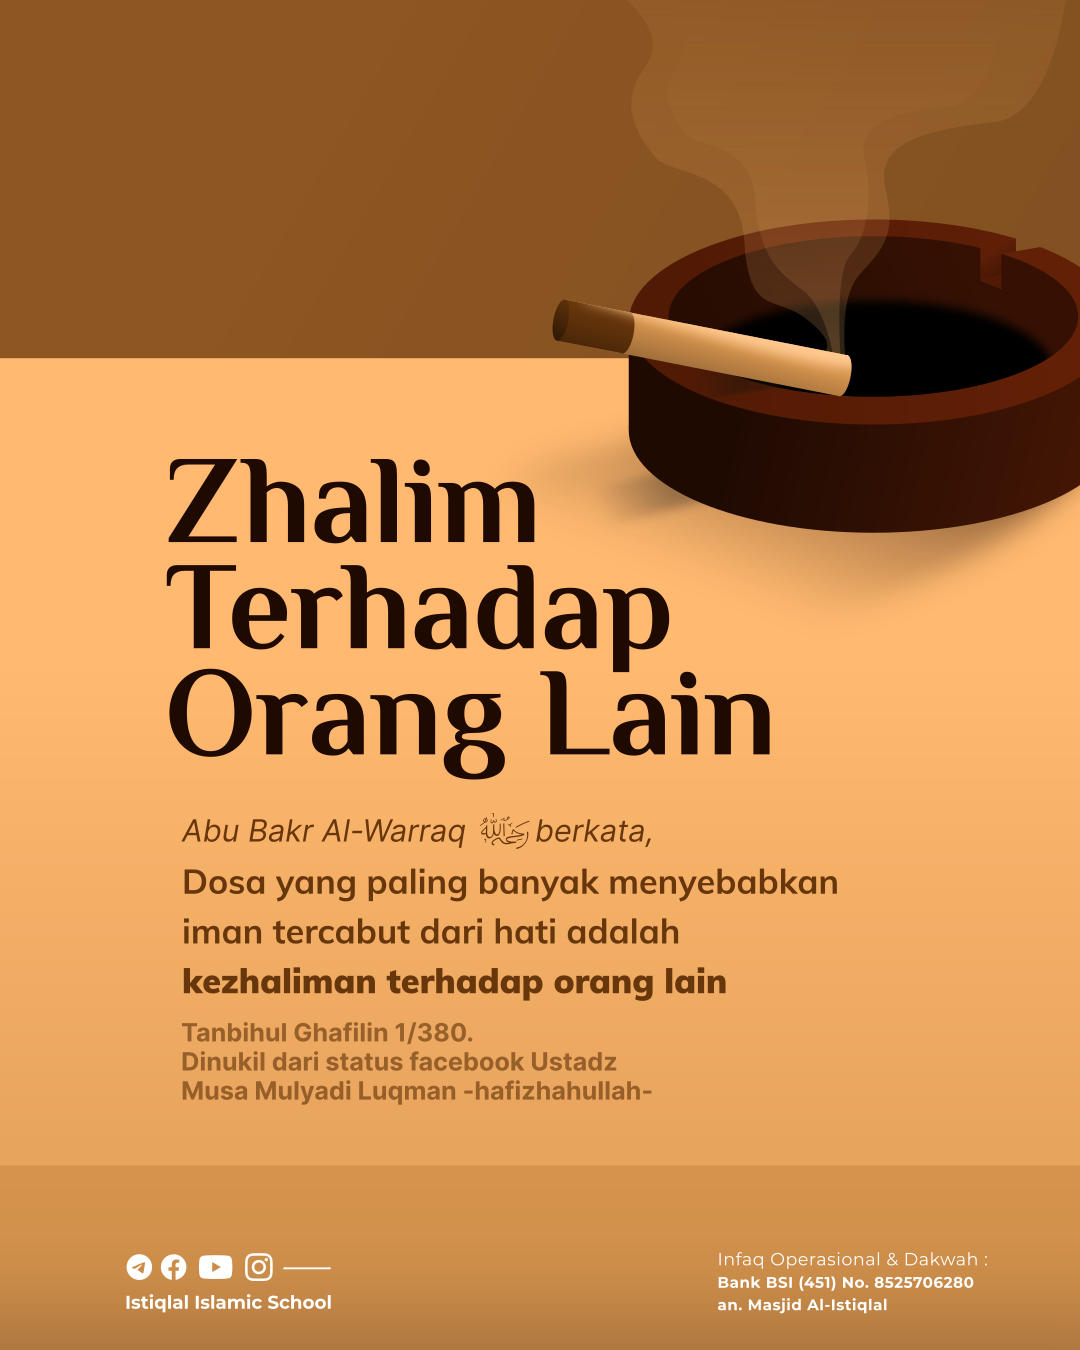 Zhalim
Terhadap
Orang Lain
Abu Bakr Al-Warraq رحمه الله berkata,
Dosa yang paling banyak menyebabkan
iman tercabut dari hati adalah
kezhaliman terhadap orang lain
Tanbihul Ghafilin 1/380.
Dinukil dari status facebook Ustadz
Musa Mulyadi Luqman -hafizhahullah-
Istiqlal Islamic School
Infaq Operasional & Dakwah :
Bank BSI (451) No. 8525706280
an. Masjid Al-Istiqlal